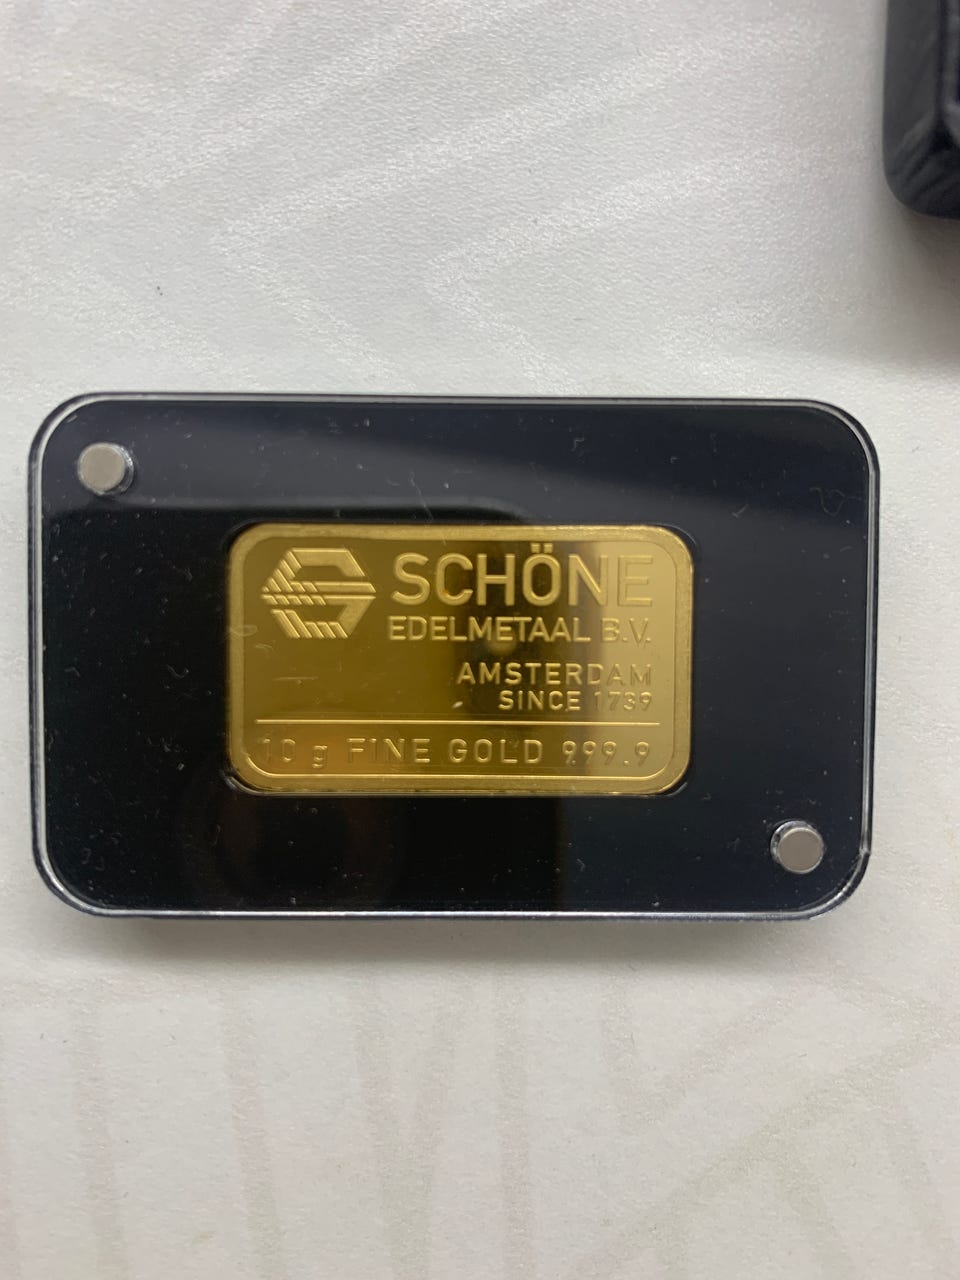 SCHÖNE
EDELMETAAL B.V.
AMSTERDAM
SINCE 1739
10 g FINE GOLD 999.9